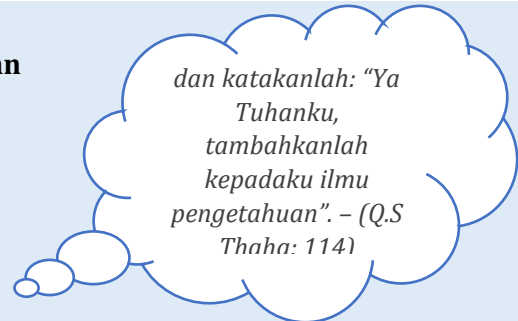 dan katakanlah: “Ya
Tuhanku,
tambahkanlah
kepadaku ilmu
pengetahuan”. – (Q.S
Thaha: 114)